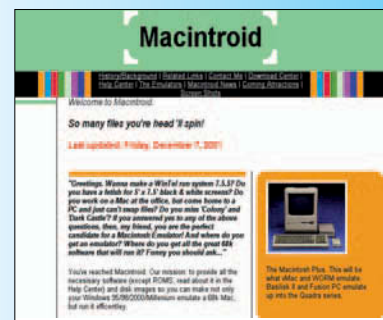 Macintroid
History/Background | Related Links | Contact Me | Download Center |
Help Center | The Emulators | Macintroid News | Coming Attractions |
Screen Shots
Welcome to Macintroid.
So many files you're head 'll spin!
Last updated: Friday, December 7, 2001
"Greetings. Wanna make a WinTel run system 7.5.5? Do
you have a fetish for 5' x 7.5' black & white screens? Do
you work on a Mac at the office, but come home to a
PC and just can't swap files? Do you miss 'Colony' and
'Dark Castle'? If you answered yes to any of the above
questions, then, my friend, you are the perfect
candidate for a Macintosh Emulator! And where do you
get an emulator? Where do you get all the great 68k
software that will run it? Funny you should ask..."
You're reached Macintroid. Our mission: to provide all the
necessary software (except ROMS, read about it in the
Help Center) and disk images so you can make not only
your Windows 95/98/2000/Millenium emulate a 68k Mac,
but run it efficentley.
The Macintosh Plus. This will be
what vMac and WCRM emulate.
Basilisk II and Fusion PC emulate
up into the Quadra series.